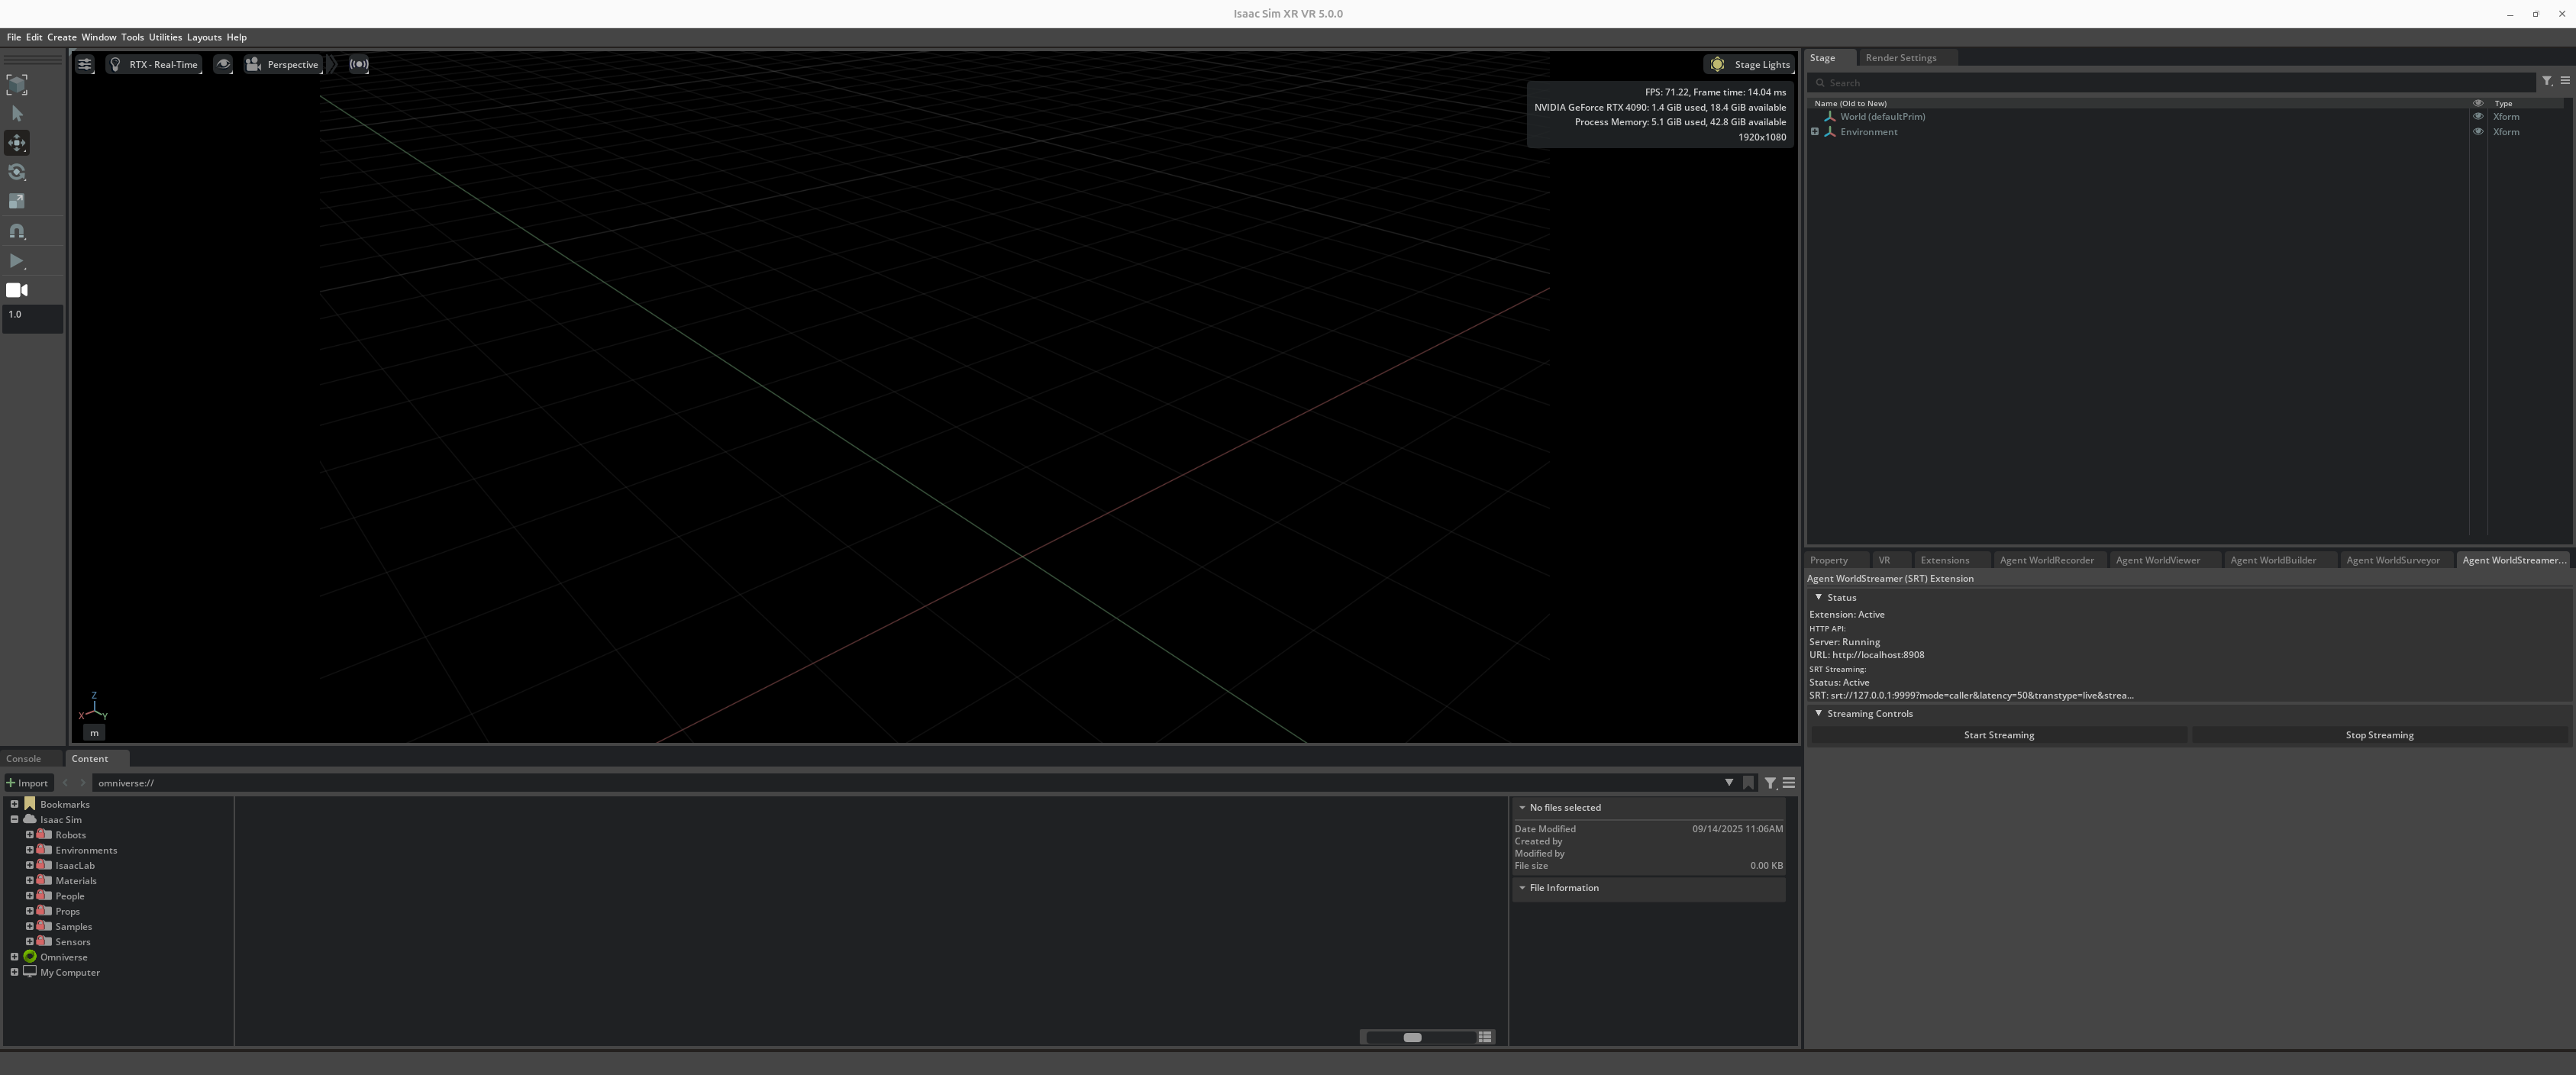 Isaac Sim XR VR 5.0.0
File Edit Create Window Tools Utilities Layouts Help
RTX - Real-Time
Perspective
Stage Lights
FPS: 71.22, Frame time: 14.04 ms
NVIDIA GeForce RTX 4090: 1.4 GiB used, 18.4 GiB available
Process Memory: 5.1 GiB used, 42.8 GiB available
1920x1080
1.0
Z
X Y
m
Stage Render Settings
Search
Name (Old to New) Type
World (defaultPrim) Xform
Environment Xform
Property VR Extensions Agent WorldRecorder Agent WorldViewer Agent WorldBuilder Agent WorldSurveyor Agent WorldStreamer...
Agent WorldStreamer (SRT) Extension
Status
Extension: Active
HTTP API:
Server: Running
URL: http://localhost:8908
SRT Streaming:
Status: Active
SRT: srt://127.0.0.1:9999?mode=caller&latency=50&transtype=live&strea...
Streaming Controls
Start Streaming Stop Streaming
Console Content
Import omniverse://
Bookmarks
Isaac Sim
Robots
Environments
IsaacLab
Materials
People
Props
Samples
Sensors
Omniverse
My Computer
No files selected
Date Modified 09/14/2025 11:06AM
Created by
Modified by
File size 0.00 KB
File Information